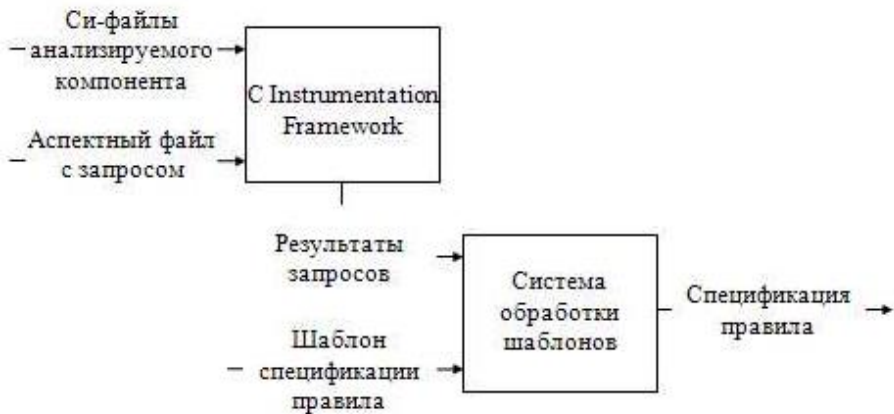 Си-файлы
анализируемого
компонента
C Instrumentation
Framework
Аспектный файл
с запросом
Результаты
запросов
Система
обработки
шаблонов
Спецификация
правила
Шаблон
спецификации
правила